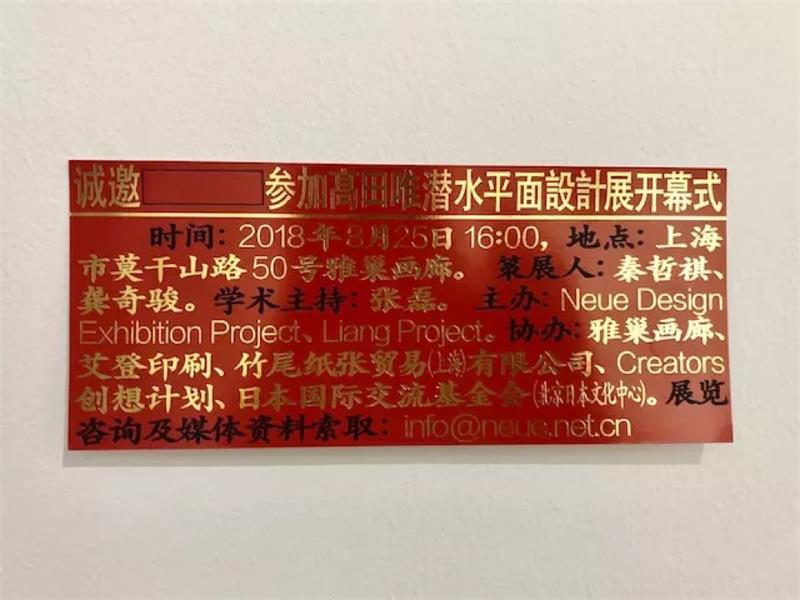 诚邀 参加髙田唯潜水平面設計展开幕式
时间：2018年8月25日 16:00，地点：上海
市莫干山路50号雅巢画廊。 策展人：秦哲祺、
龚奇骏。学术主持：张磊。 主办：Neue Design
Exhibition Project、Liang Project。协办：雅巢画廊、
艾登印刷、竹尾纸张贸易（上海）有限公司、Creators
创想计划、日本国际交流基金会（北京日本文化中心）。展览
咨询及媒体资料索取：info@neue.net.cn